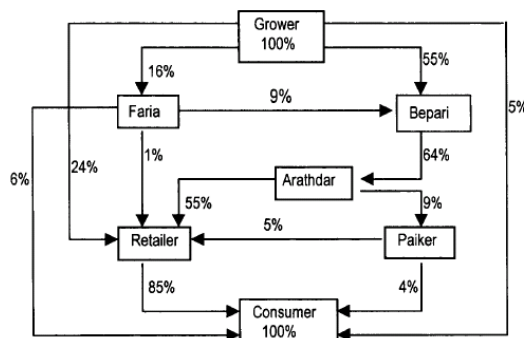 Grower
100%
16%
55%
Faria
9%
Bepari
5%
6%
24%
1%
64%
Arathdar
55%
9%
Retailer
5%
Paiker
85%
4%
Consumer
100%